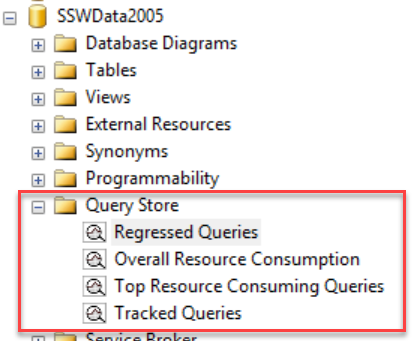 SSWData2005
Database Diagrams
Tables
Views
External Resources
Synonyms
Programmability
Query Store
Regressed Queries
Overall Resource Consumption
Top Resource Consuming Queries
Tracked Queries
Service Broker